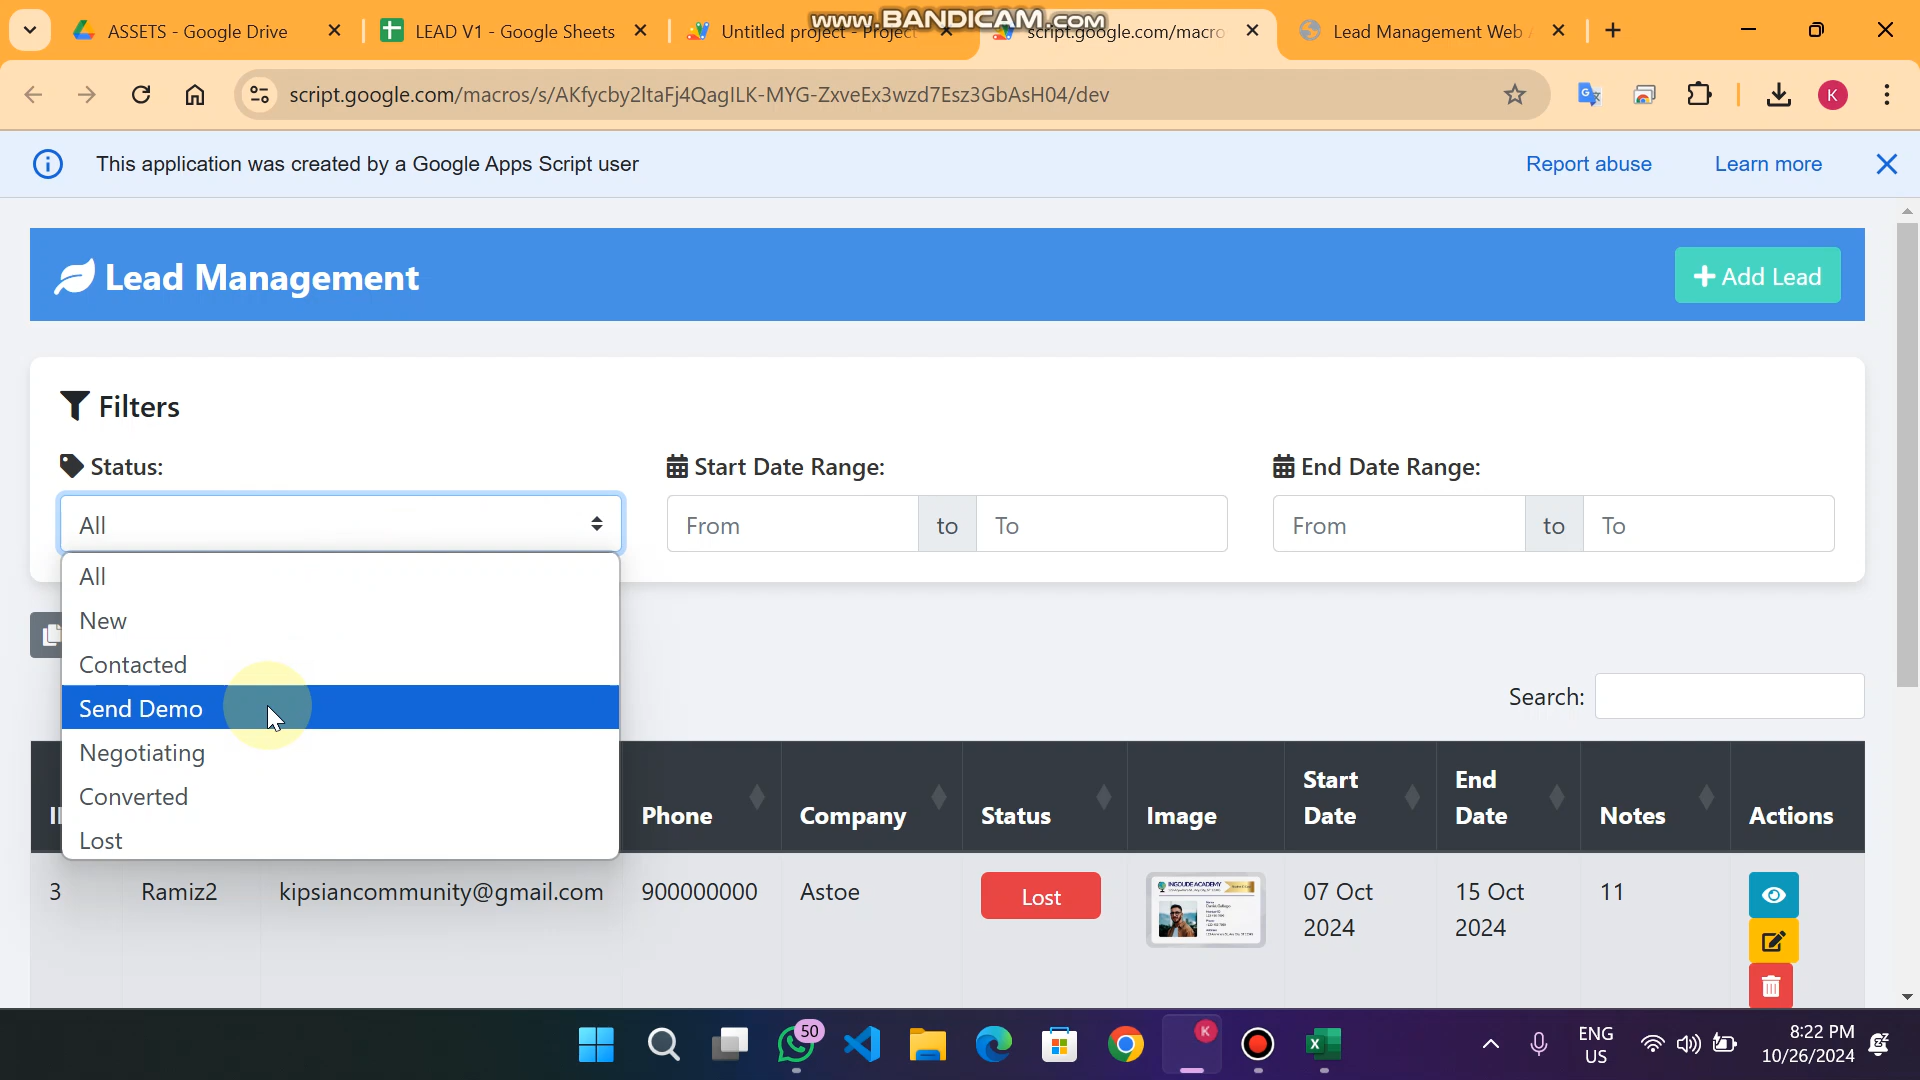 www.BANDICAM.COM
ASSETS - Google Drive
LEAD V1 - Google Sheets
Untitled project - Project
script.google.com/macro
Lead Management Web A
script.google.com/macros/s/AKfycby2ItaFj4QagILK-MYG-ZxveEx3wzd7Esz3GbAsH04/dev
K
This application was created by a Google Apps Script user
Report abuse
Learn more
Lead Management
Add Lead
Filters
Status:
Start Date Range:
End Date Range:
All
From to To
From to To
All
New
Contacted
Send Demo
Negotiating
Converted
Lost
Search:
Phone Company Status Image Start Date End Date Notes Actions
3 Ramiz2 kipsiancommunity@gmail.com 900000000 Astoe Lost 07 Oct 2024 15 Oct 2024 11
50
K
ENG
US
8:22 PM
10/26/2024